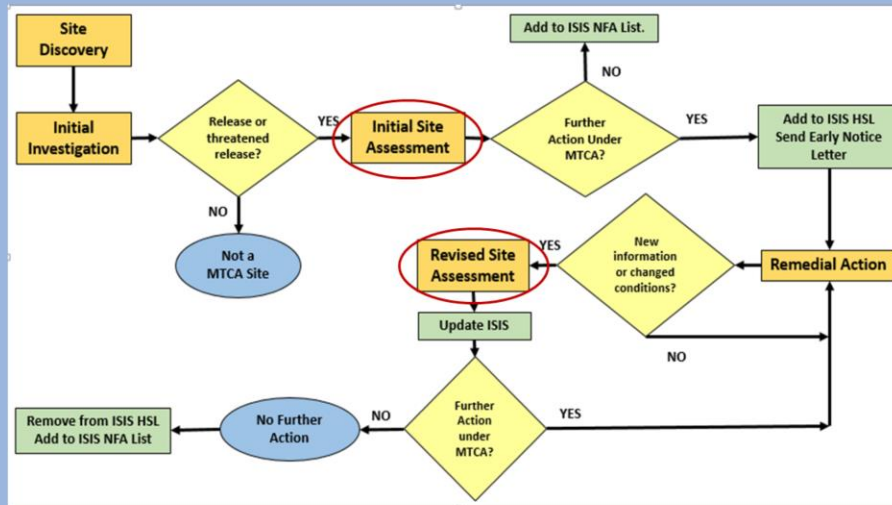 Site
Discovery
Initial
Investigation
Release or
threatened
release?
YES
NO
Not a
MTCA Site
Initial Site
Assessment
Further
Action Under
MTCA?
NO
Add to ISIS NFA List.
YES
Add to ISIS HSL
Send Early Notice
Letter
Remedial Action
New
information
or changed
conditions?
NO
YES
Revised Site
Assessment
Update ISIS
Further
Action
under
MTCA?
YES
NO
No Further
Action
Remove from ISIS HSL
Add to ISIS NFA List